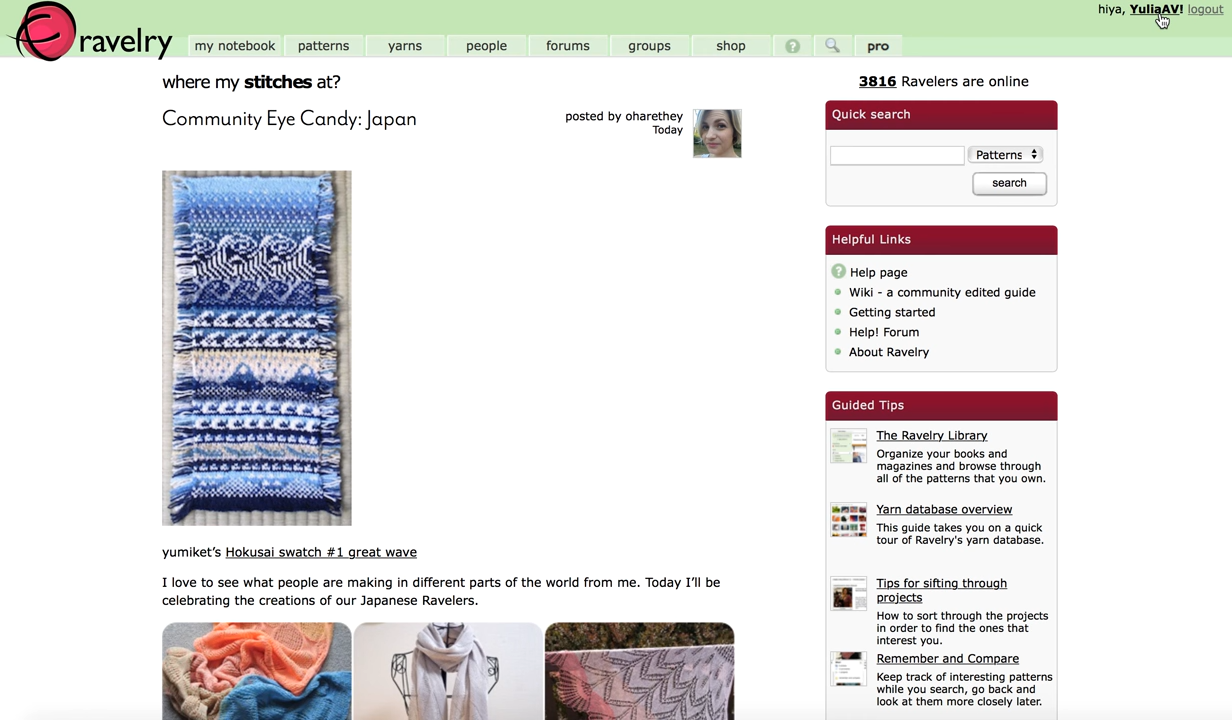 ravelry
hiya, YuliaAV! logout
my notebook patterns yarns people forums groups shop ? pro
where my stitches at?
Community Eye Candy: Japan
posted by oharethey
Today
yumiket's Hokusai swatch #1 great wave
I love to see what people are making in different parts of the world from me. Today I'll be
celebrating the creations of our Japanese Ravelers.
3816 Ravelers are online
Quick search
Patterns
search
Helpful Links
? Help page
Wiki - a community edited guide
Getting started
Help! Forum
About Ravelry
Guided Tips
The Ravelry Library
Organize your books and
magazines and browse through
all of the patterns that you own.
Yarn database overview
This guide takes you on a quick
tour of Ravelry's yarn database.
Tips for sifting through
projects
How to sort through the projects
in order to find the ones that
interest you.
Remember and Compare
Keep track of interesting patterns
while you search, go back and
look at them more closely later.